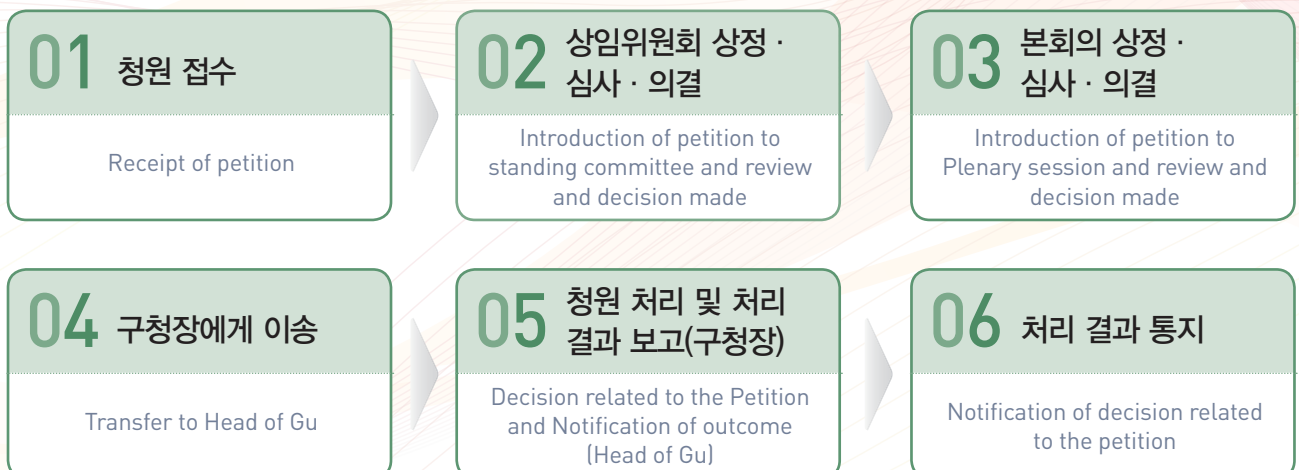 01 청원 접수
Receipt of petition
02 상임위원회 상정 ·
심사 · 의결
Introduction of petition to
standing committee and review
and decision made
03 본회의 상정 ·
심사 · 의결
Introduction of petition to
Plenary session and review and
decision made
04 구청장에게 이송
Transfer to Head of Gu
05 청원 처리 및 처리
결과 보고(구청장)
Decision related to the Petition
and Notification of outcome
(Head of Gu)
06 처리 결과 통지
Notification of decision related
to the petition